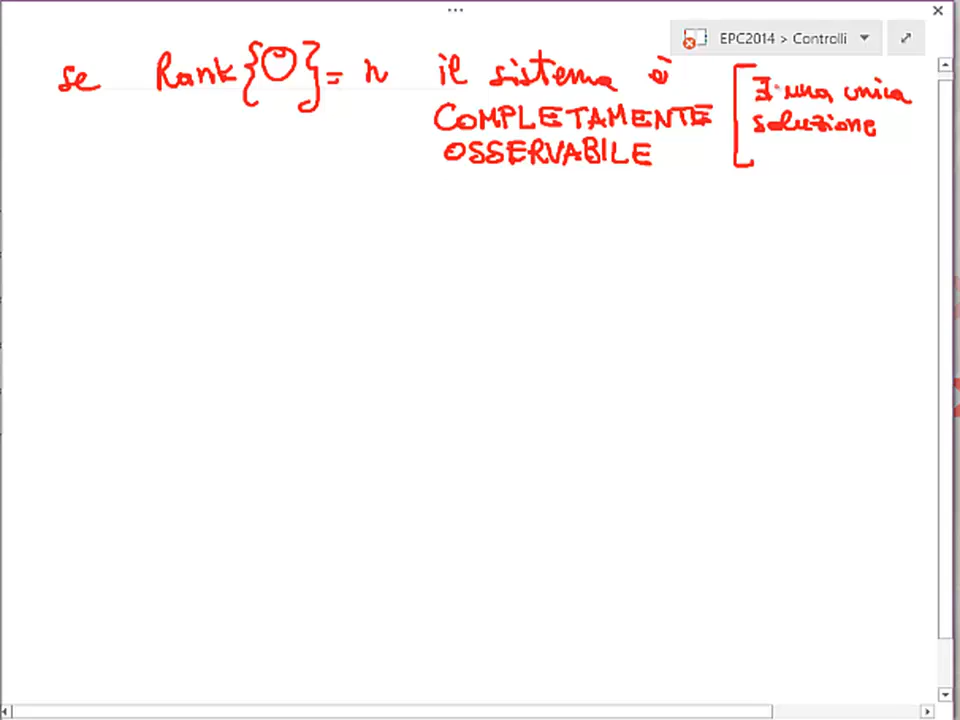 EPC2014 > Controlli
se Rank{O} = n il sistema è
COMPLETAMENTE
OSSERVABILE
∃ una unica
soluzione